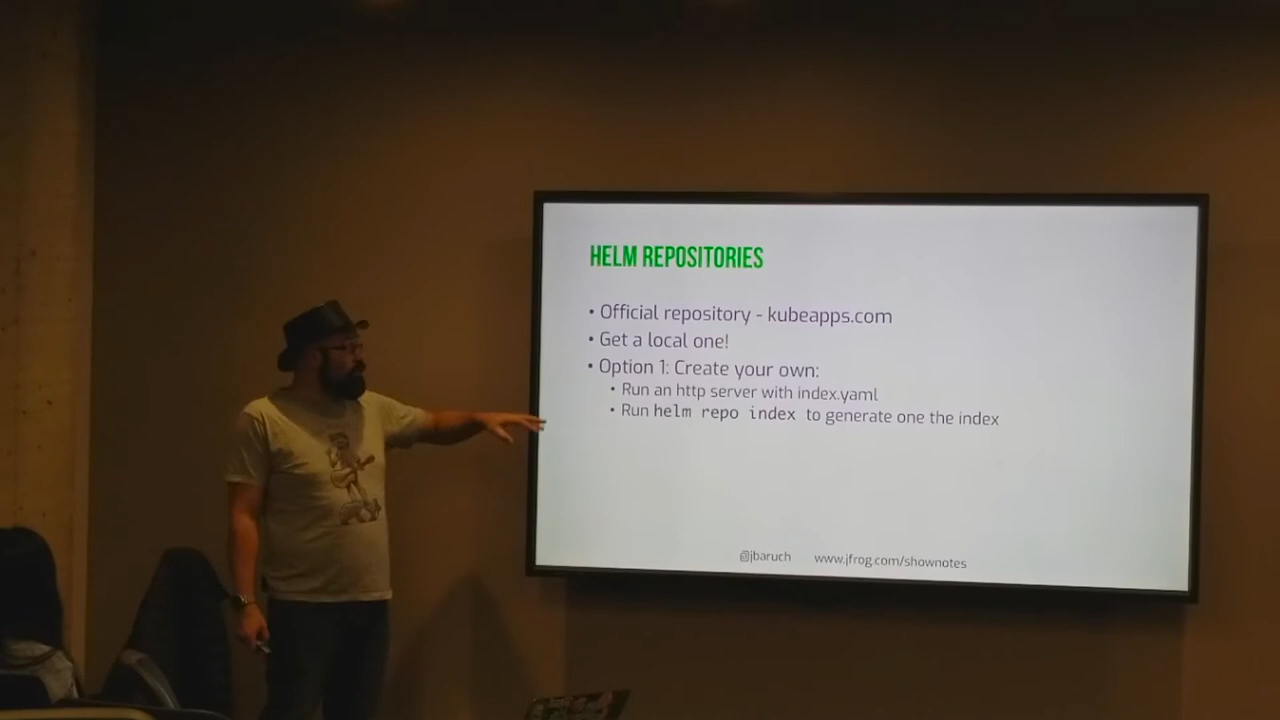 HELM REPOSITORIES
• Official repository - kubeapps.com
• Get a local one!
• Option 1: Create your own:
• Run an http server with index.yaml
• Run helm repo index to generate one the index
@jbaruch www.jfrog.com/shownotes